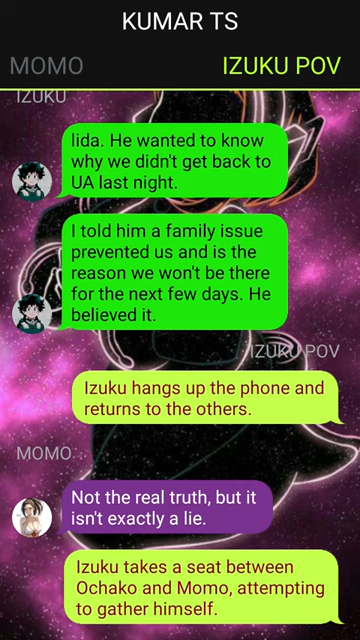 KUMAR TS
MOMO
IZUKU POV
IZUKU
Iida. He wanted to know
why we didn't get back to
UA last night.
I told him a family issue
prevented us and is the
reason we won't be there
for the next few days. He
believed it.
IZUKU POV
Izuku hangs up the phone and
returns to the others.
MOMO
Not the real truth, but it
isn't exactly a lie.
Izuku takes a seat between
Ochako and Momo, attempting
to gather himself.